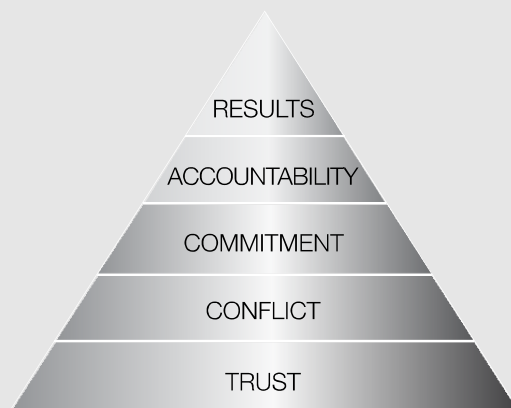 RESULTS
ACCOUNTABILITY
COMMITMENT
CONFLICT
TRUST